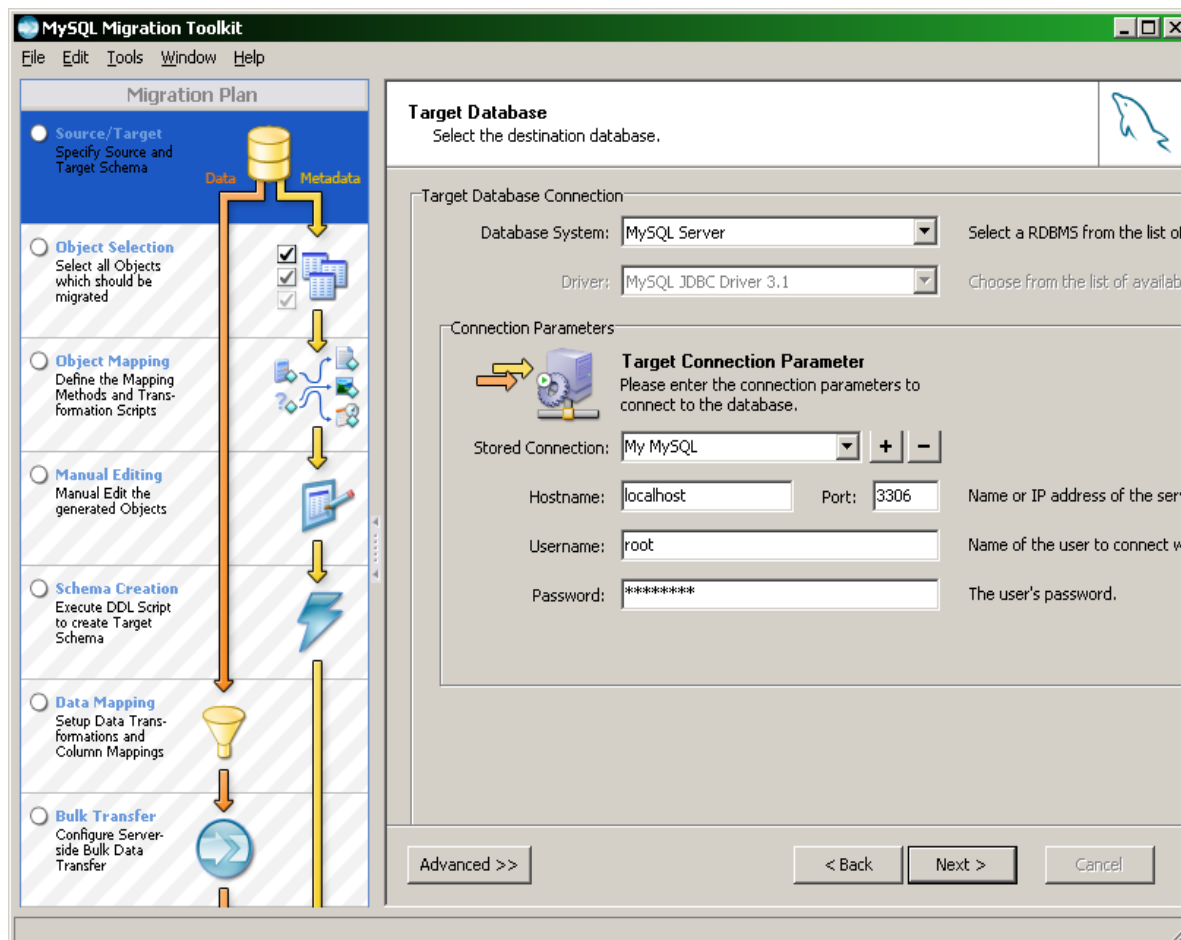 MySQL Migration Toolkit
File Edit Tools Window Help
Migration Plan
Source/Target
Specify Source and
Target Schema
Data
Metadata
Object Selection
Select all Objects
which should be
migrated
Object Mapping
Define the Mapping
Methods and Trans-
formation Scripts
Manual Editing
Manual Edit the
generated Objects
Schema Creation
Execute DDL Script
to create Target
Schema
Data Mapping
Setup Data Trans-
formations and
Column Mappings
Bulk Transfer
Configure Server-
side Bulk Data
Transfer
Target Database
Select the destination database.
Target Database Connection
Database System: MySQL Server Select a RDBMS from the list of
Driver: MySQL JDBC Driver 3.1 Choose from the list of availab
Connection Parameters
Target Connection Parameter
Please enter the connection parameters to
connect to the database.
Stored Connection: My MySQL + −
Hostname: localhost Port: 3306 Name or IP address of the ser
Username: root Name of the user to connect w
Password: ******** The user's password.
Advanced >> < Back Next > Cancel